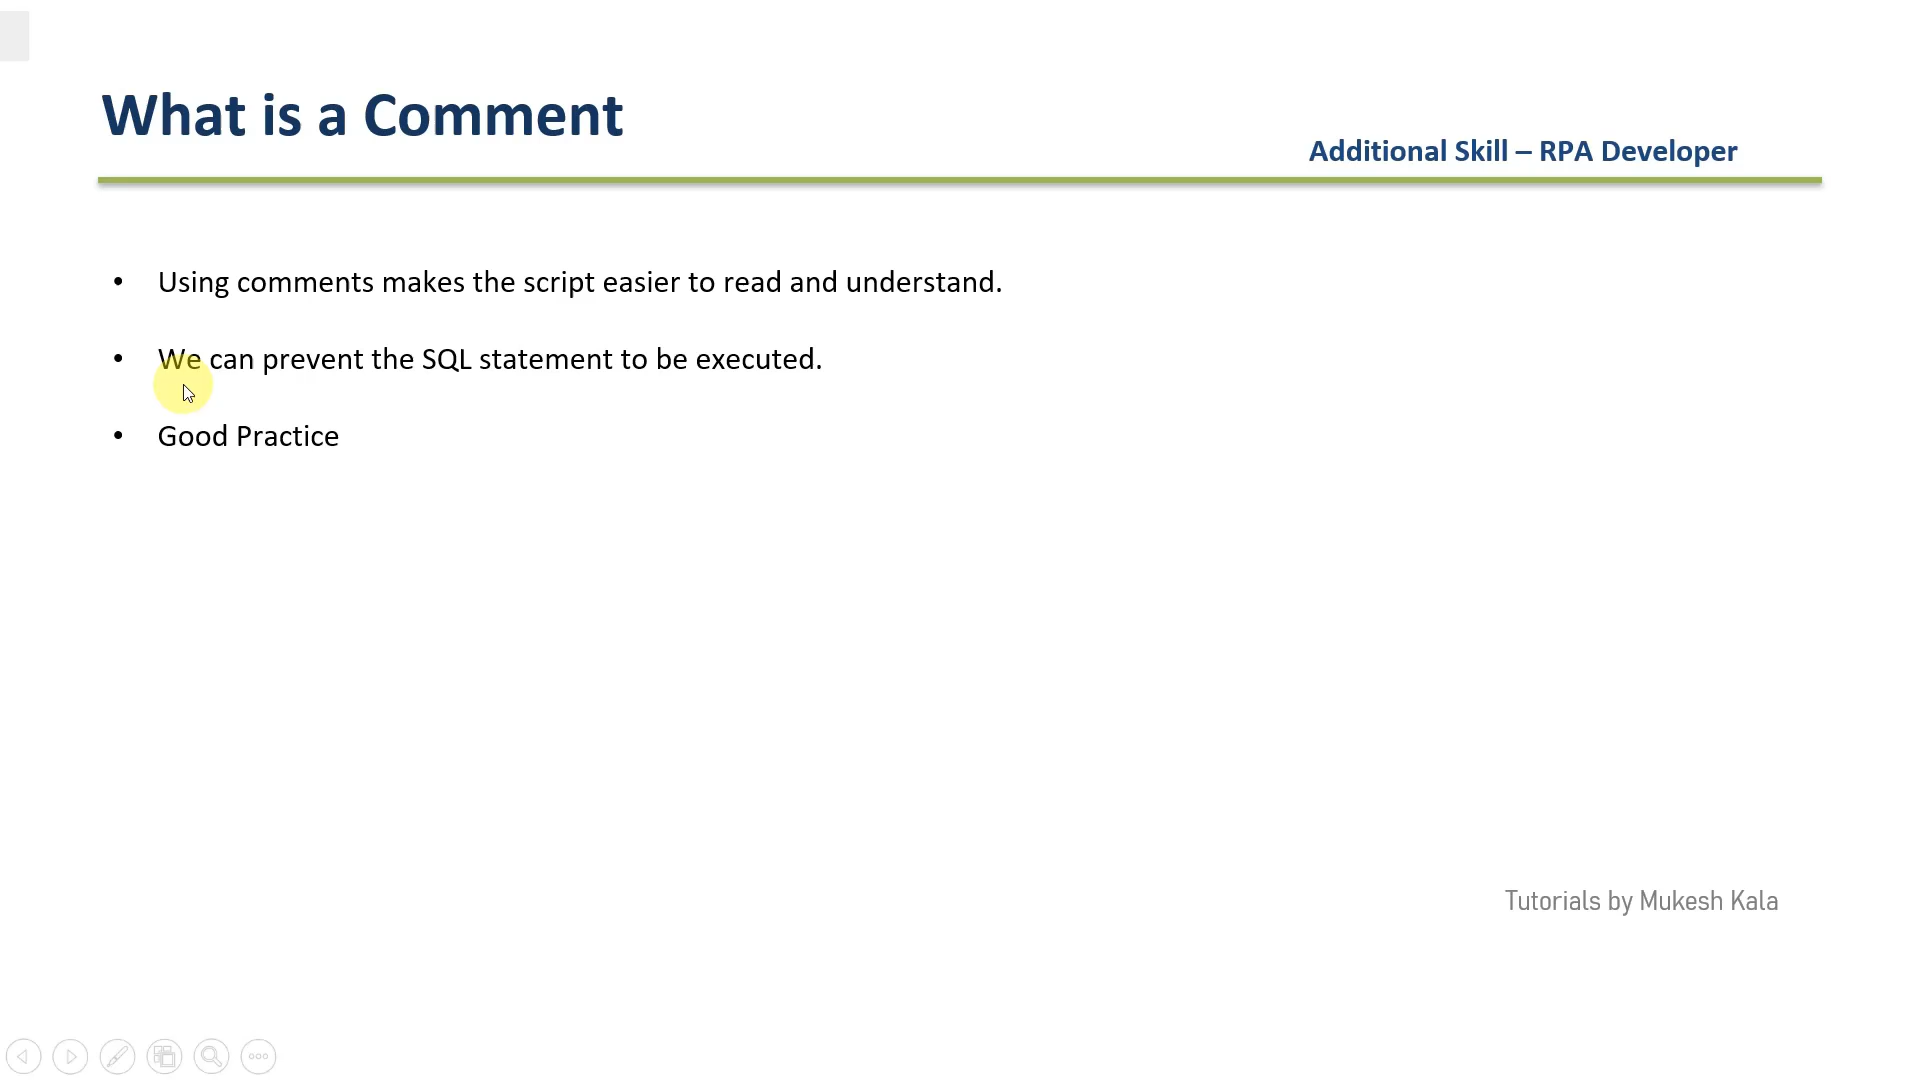 What is a Comment
Additional Skill – RPA Developer
• Using comments makes the script easier to read and understand.
• We can prevent the SQL statement to be executed.
• Good Practice
Tutorials by Mukesh Kala